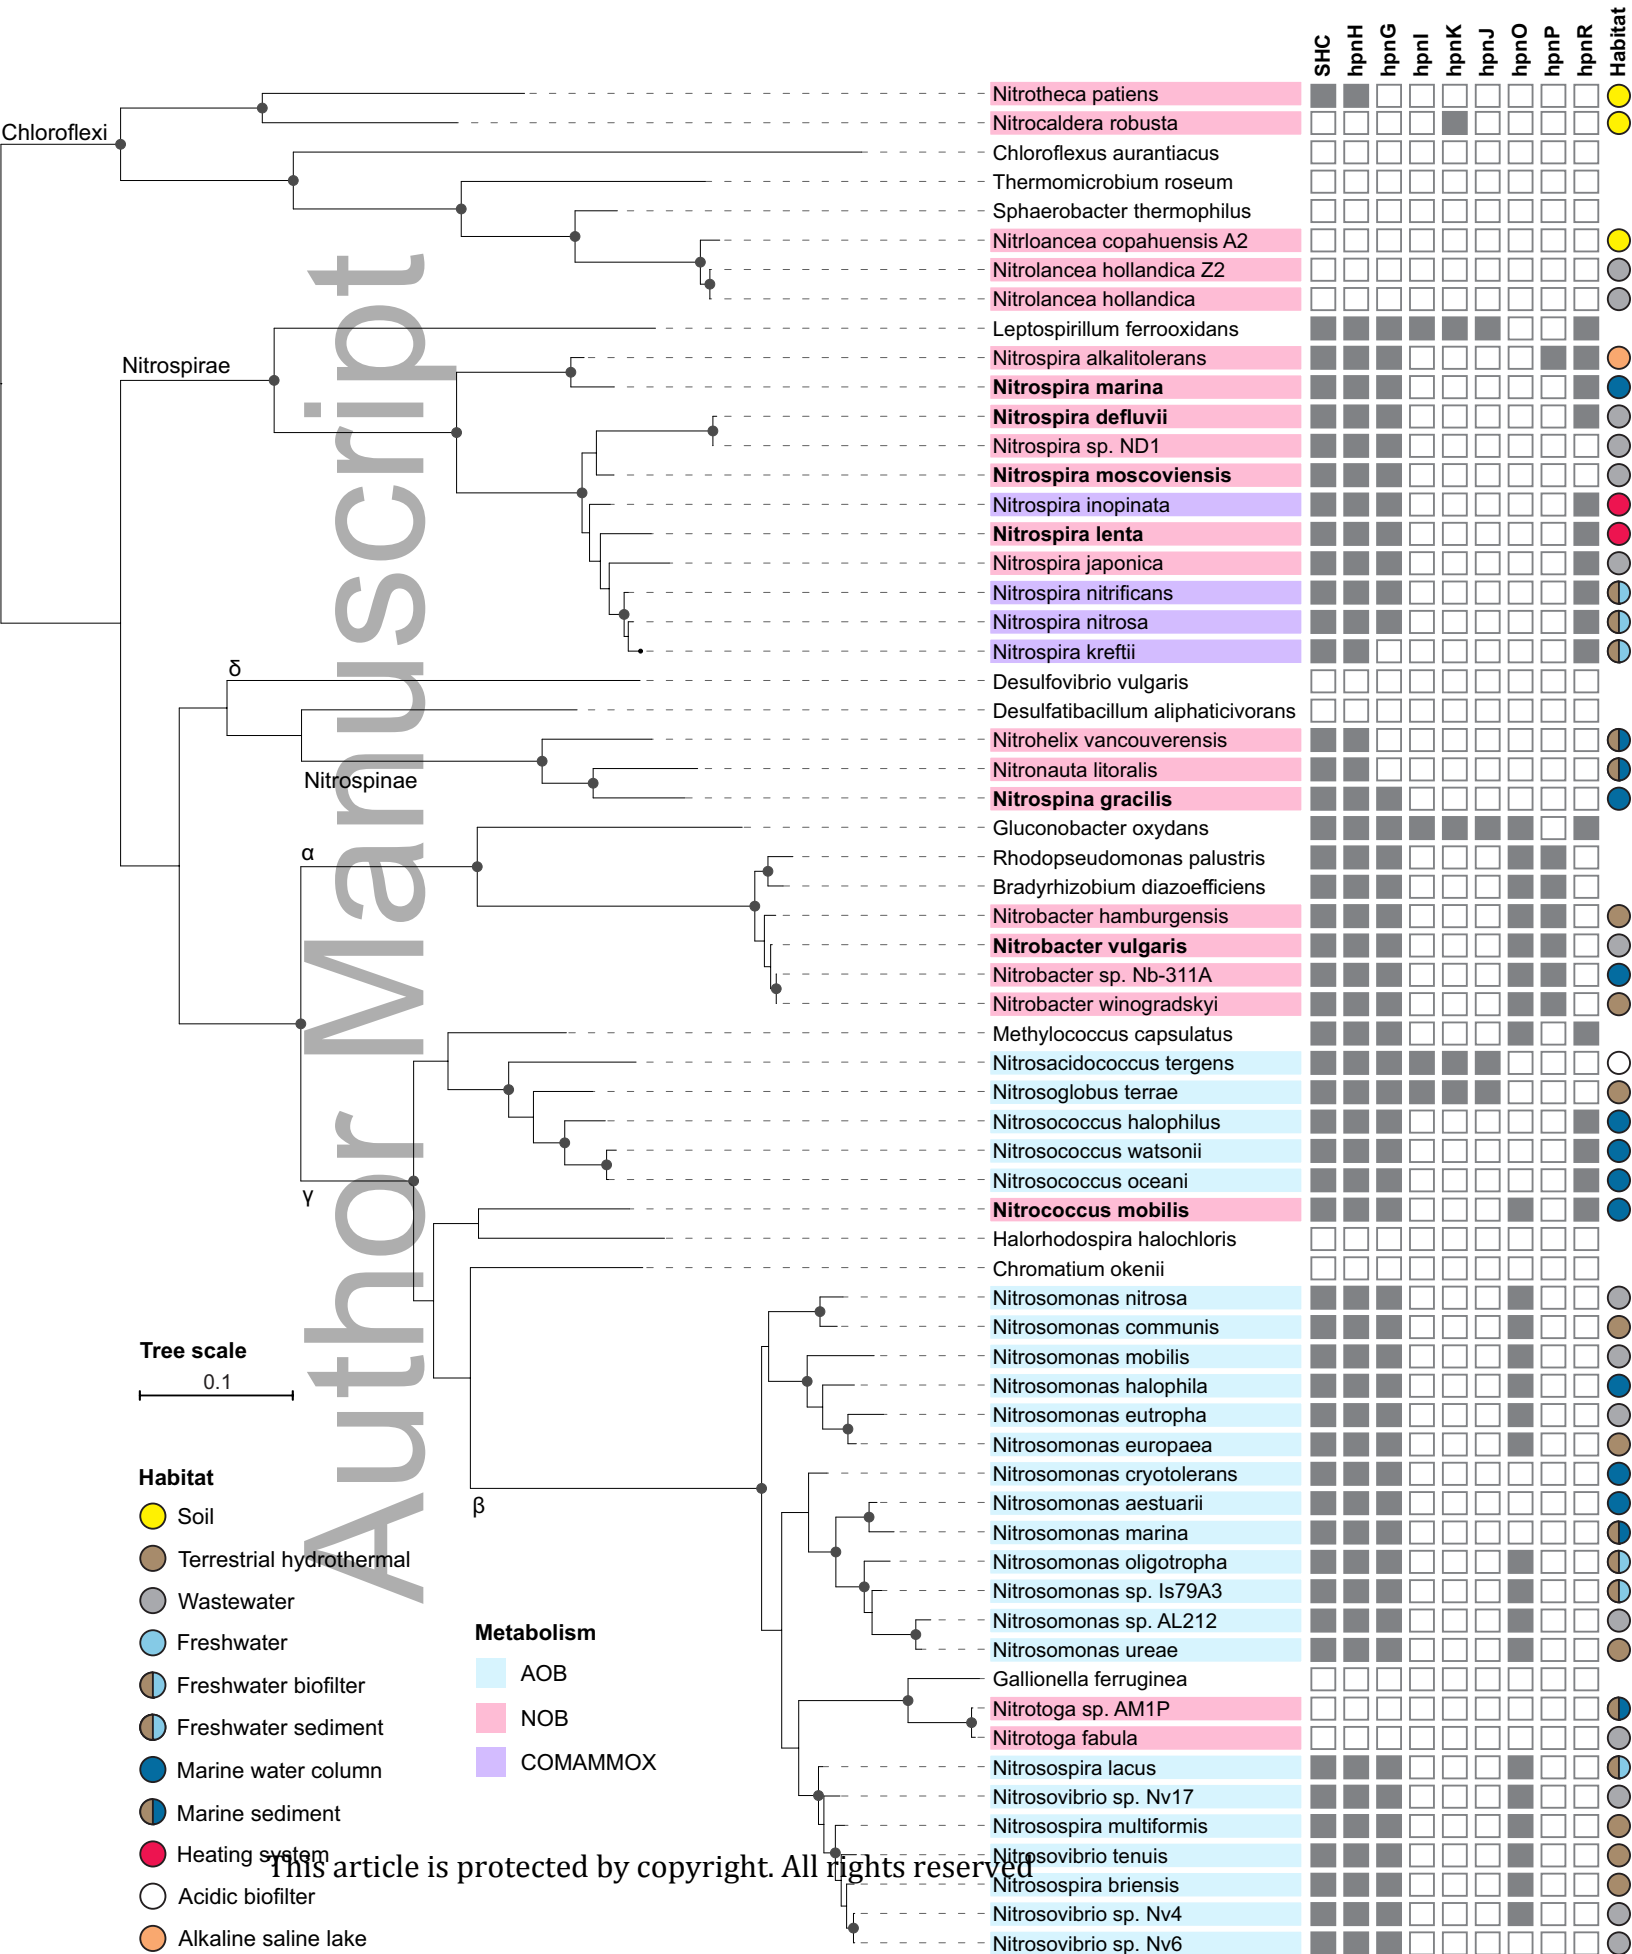 SHC
hpnH
hpnG
hpnI
hpnK
hpnJ
hpnO
hpnP
hpnR
Habitat
Chloroflexi
Nitrotheca patiens
Nitrocaldera robusta
Chloroflexus aurantiacus
Thermomicrobium roseum
Sphaerobacter thermophilus
Nitrloancea copahuensis A2
Nitrolancea hollandica Z2
Nitrolancea hollandica
Nitrospirae
Leptospirillum ferrooxidans
Nitrospira alkalitolerans
Nitrospira marina
Nitrospira defluvii
Nitrospira sp. ND1
Nitrospira moscoviensis
Nitrospira inopinata
Nitrospira lenta
Nitrospira japonica
Nitrospira nitrificans
Nitrospira nitrosa
Nitrospira kreftii
δ
Desulfovibrio vulgaris
Desulfatibacillum aliphaticivorans
Nitrospinae
Nitrohelix vancouverensis
Nitronauta litoralis
Nitrospina gracilis
α
Gluconobacter oxydans
Rhodopseudomonas palustris
Bradyrhizobium diazoefficiens
Nitrobacter hamburgensis
Nitrobacter vulgaris
Nitrobacter sp. Nb-311A
Nitrobacter winogradskyi
γ
Methylococcus capsulatus
Nitrosacidococcus tergens
Nitrosoglobus terrae
Nitrosococcus halophilus
Nitrosococcus watsonii
Nitrosococcus oceani
Nitrococcus mobilis
Halorhodospira halochloris
Chromatium okenii
β
Nitrosomonas nitrosa
Nitrosomonas communis
Nitrosomonas mobilis
Nitrosomonas halophila
Nitrosomonas eutropha
Nitrosomonas europaea
Nitrosomonas cryotolerans
Nitrosomonas aestuarii
Nitrosomonas marina
Nitrosomonas oligotropha
Nitrosomonas sp. Is79A3
Nitrosomonas sp. AL212
Nitrosomonas ureae
Gallionella ferruginea
Nitrotoga sp. AM1P
Nitrotoga fabula
Nitrosospira lacus
Nitrosovibrio sp. Nv17
Nitrosospira multiformis
Nitrosovibrio tenuis
Nitrosospira briensis
Nitrosovibrio sp. Nv4
Nitrosovibrio sp. Nv6
Tree scale
0.1
Habitat
Soil
Terrestrial hydrothermal
Wastewater
Freshwater
Freshwater biofilter
Freshwater sediment
Marine water column
Marine sediment
Heating system
Acidic biofilter
Alkaline saline lake
Metabolism
AOB
NOB
COMAMMOX
Author Manuscript
This article is protected by copyright. All rights reserved